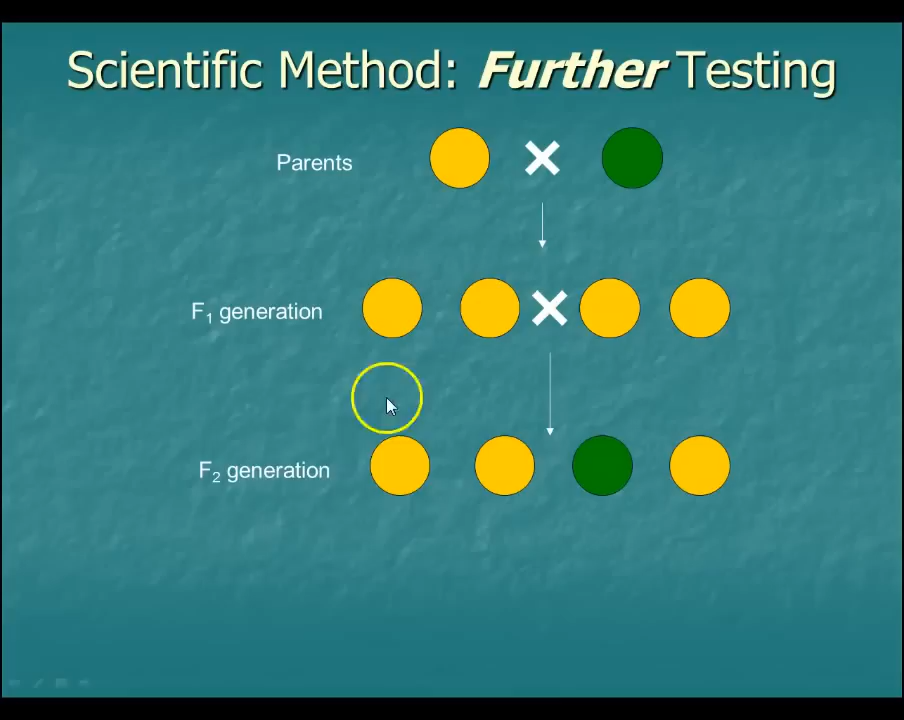 Scientific Method: Further Testing
Parents
F₁ generation
F₂ generation